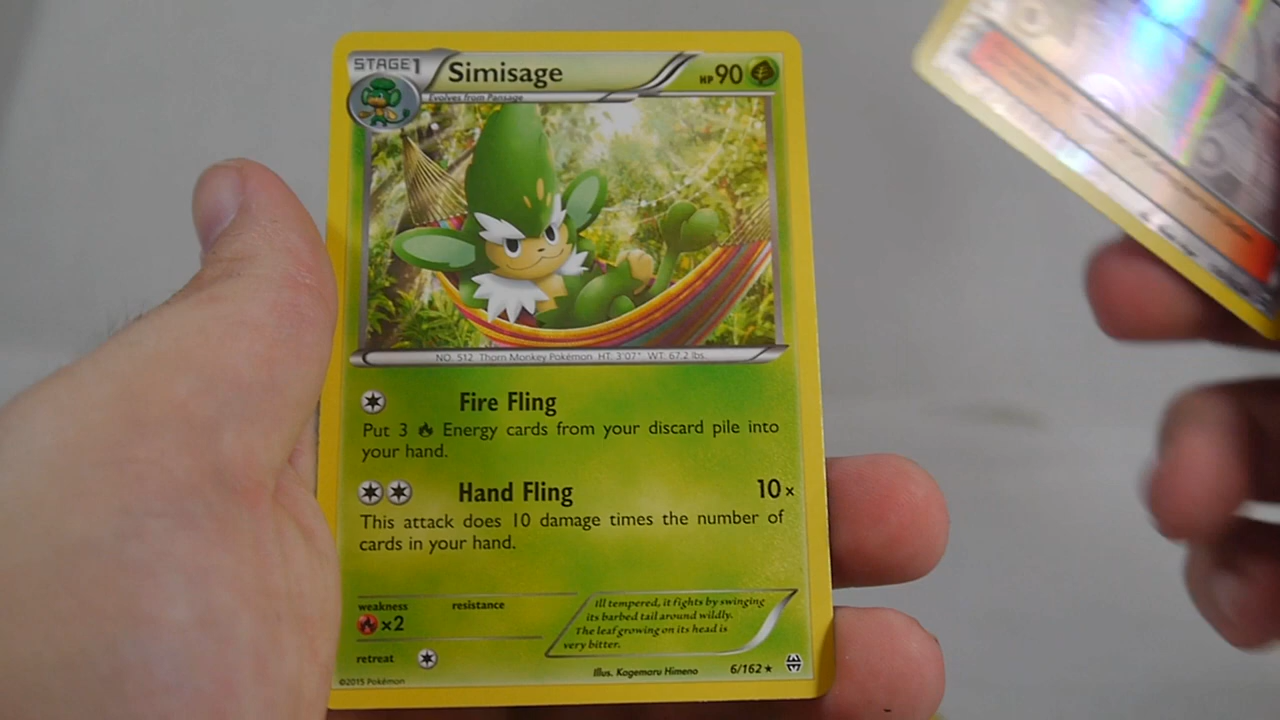 STAGE1
Simisage
HP 90
Evolves from Pansage
NO. 512 Thorn Monkey Pokémon HT: 3'07" WT: 67.2 lbs.
Fire Fling
Put 3 Energy cards from your discard pile into
your hand.
Hand Fling 10×
This attack does 10 damage times the number of
cards in your hand.
weakness resistance
×2
Ill tempered, it fights by swinging
its barbed tail around wildly.
The leaf growing on its head is
very bitter.
retreat
Illus. Kagemaru Himeno 6/162 ★
©2015 Pokémon